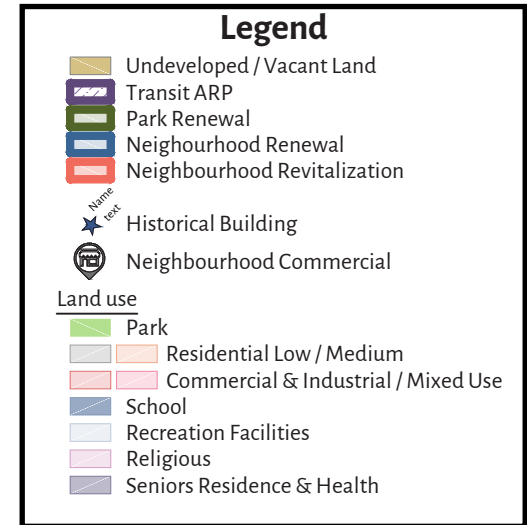 Legend
Undeveloped / Vacant Land
Transit ARP
Park Renewal
Neighourhood Renewal
Neighbourhood Revitalization
Name
text
Historical Building
Neighbourhood Commercial
Land use
Park
Residential Low / Medium
Commercial & Industrial / Mixed Use
School
Recreation Facilities
Religious
Seniors Residence & Health